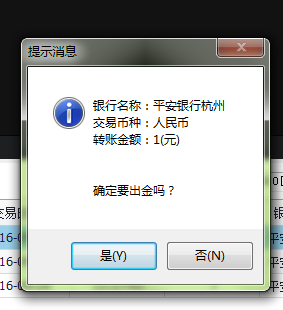 提示消息
银行名称：平安银行杭州
交易币种：人民币
转账金额：1(元)
确定要出金吗？
是(Y)
否(N)